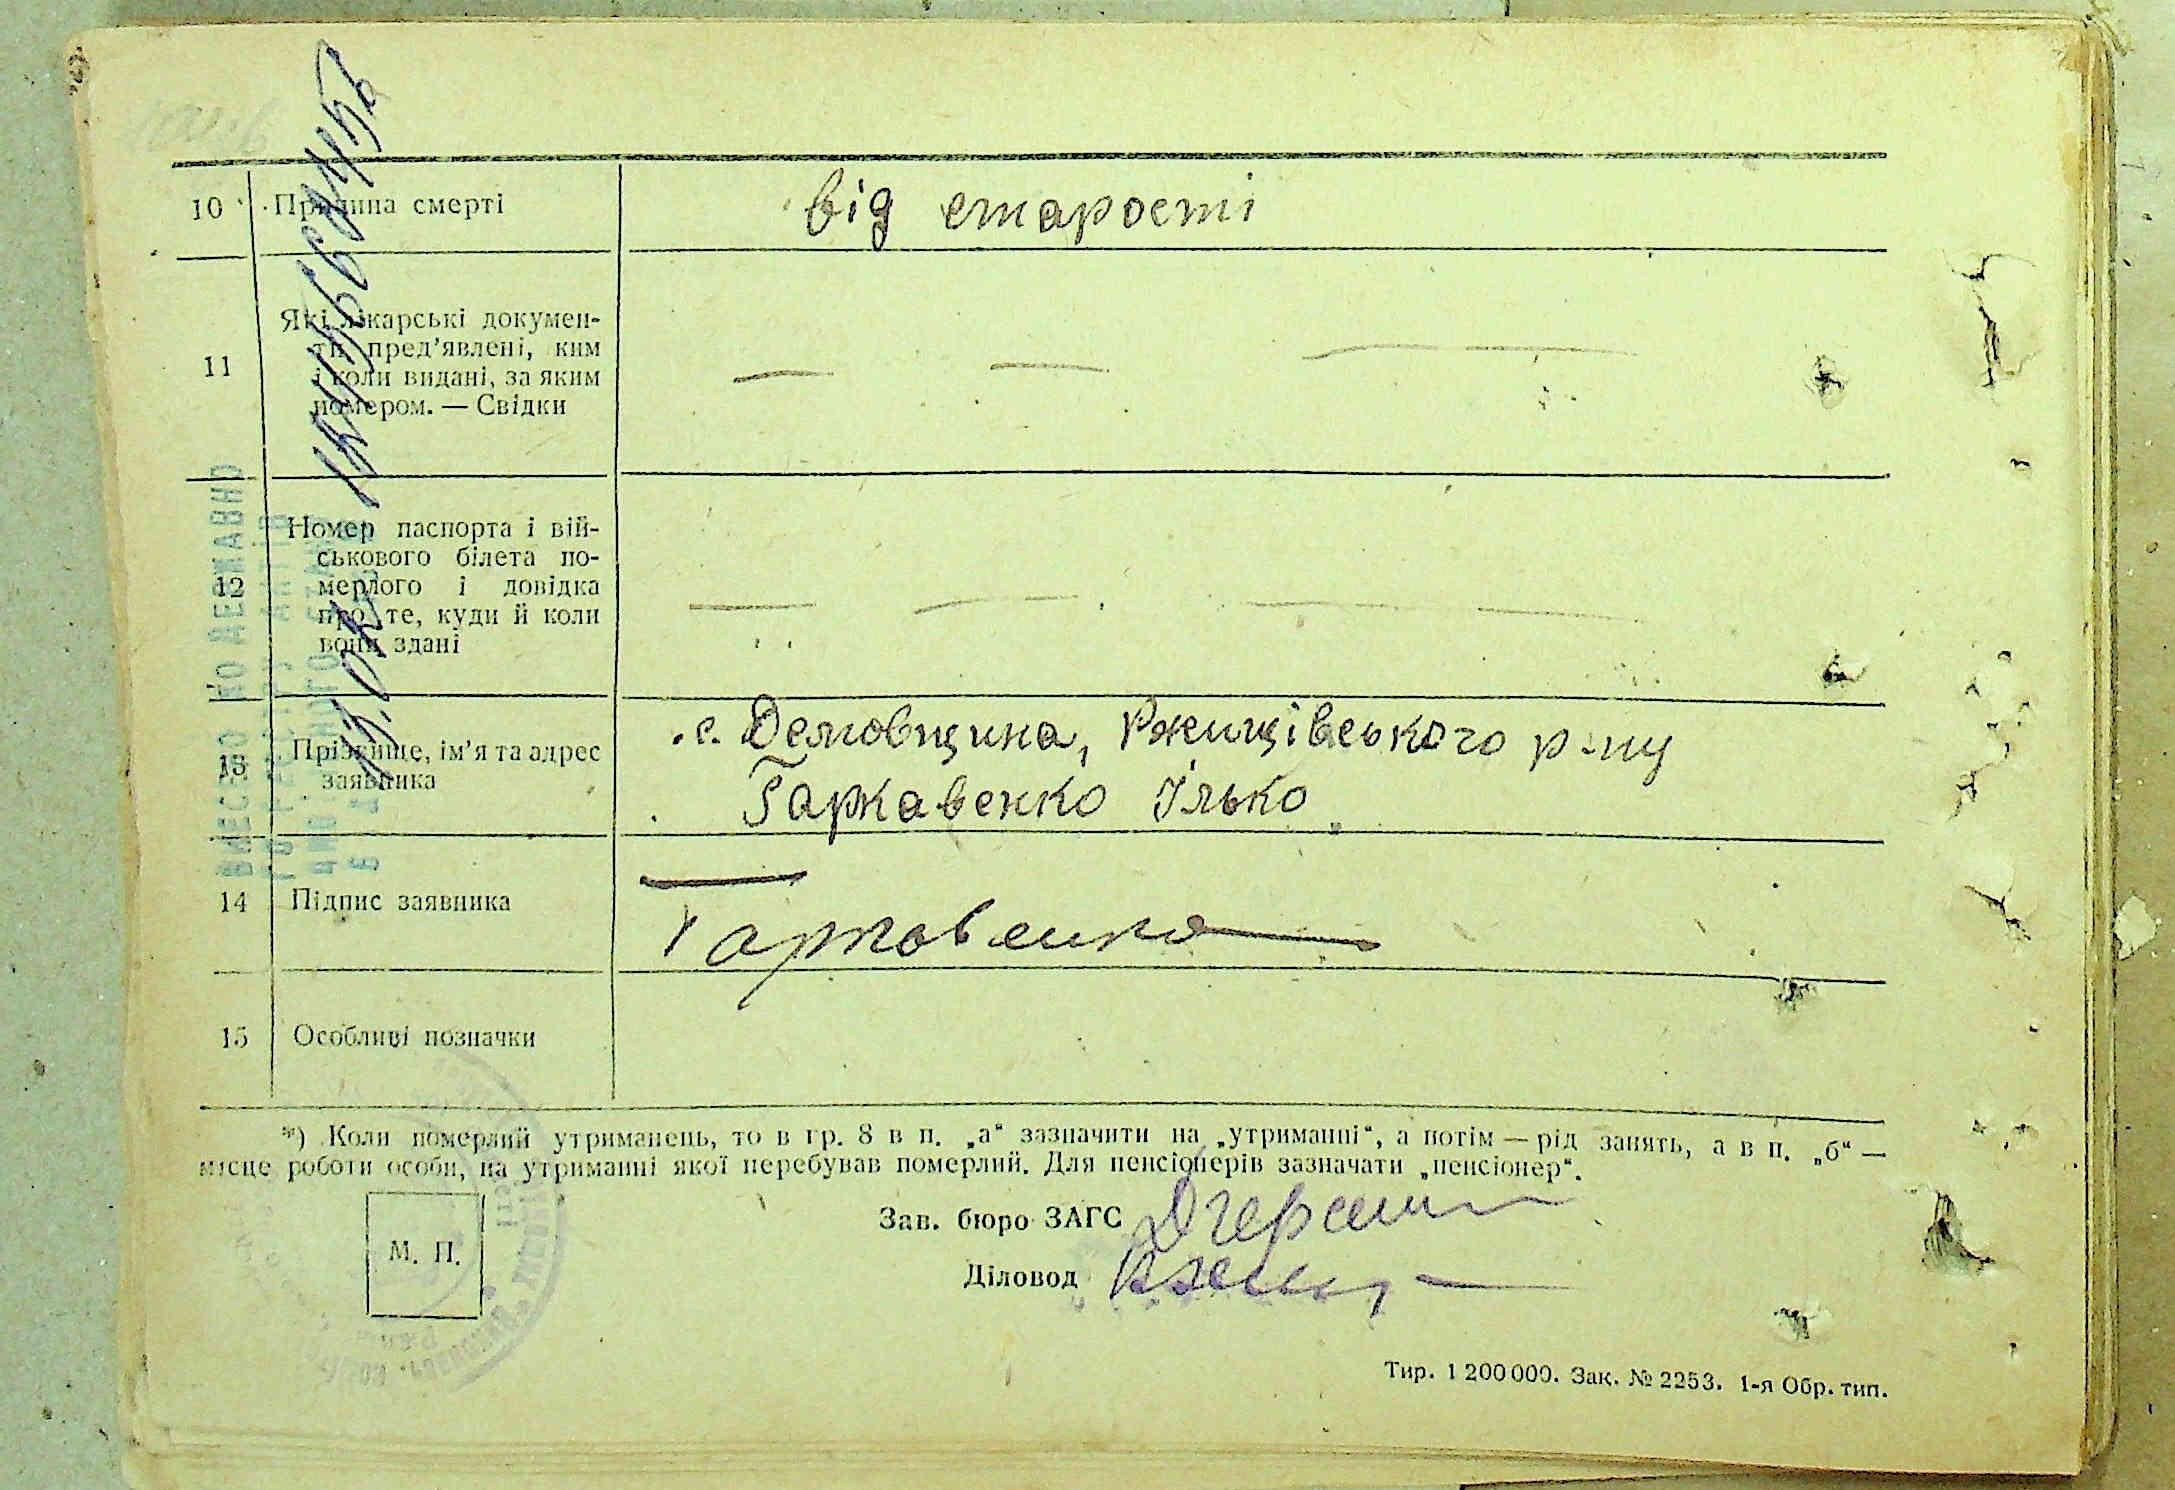 10 Причина смерті від старості
11 Які лікарські докумен-
ти пред’явлені, ким
і коли видані, за яким
номером. — Свідки
12 Номер паспорта і вій-
ськового білета по-
мерлого і довідка
про те, куди й коли
вони здані
13 Прізвище, ім’я та адрес
заявника
с. Демовщина, Ржищівського р-ну
Гаркавенко Ілько
14 Підпис заявника
Гаркавенко
15 Особливі позначки
*) Коли померлий утриманець, то в гр. 8 в п. „а“ зазначити на „утриманні“, а потім — рід занять, а в п. „б“ —
місце роботи особи, на утриманні якої перебував померлий. Для пенсіонерів зазначати „пенсіонер“.
М. П.
Зав. бюро ЗАГС
Діловод
Тир. 1 200 000. Зак. № 2253. 1-я Обр. тип.